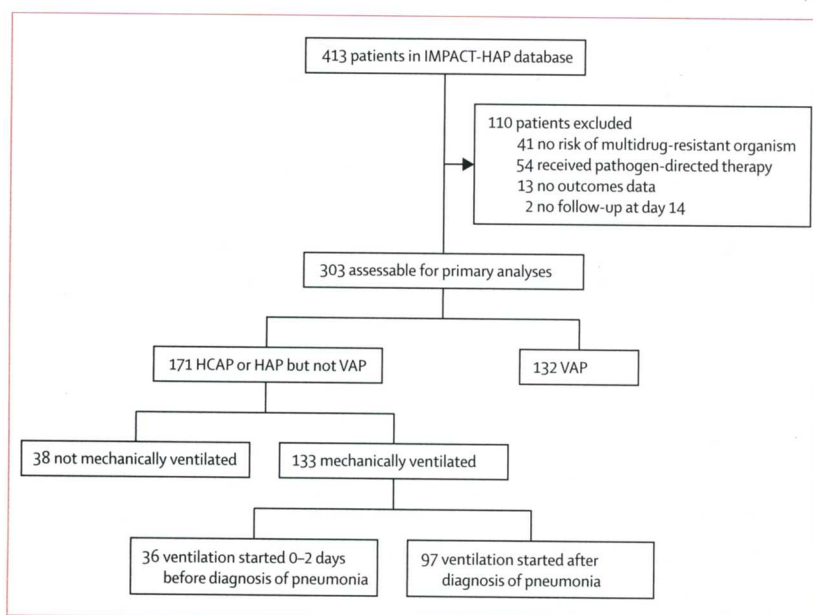 413 patients in IMPACT-HAP database
110 patients excluded
41 no risk of multidrug-resistant organism
54 received pathogen-directed therapy
13 no outcomes data
2 no follow-up at day 14
303 assessable for primary analyses
171 HCAP or HAP but not VAP
132 VAP
38 not mechanically ventilated
133 mechanically ventilated
36 ventilation started 0–2 days
before diagnosis of pneumonia
97 ventilation started after
diagnosis of pneumonia